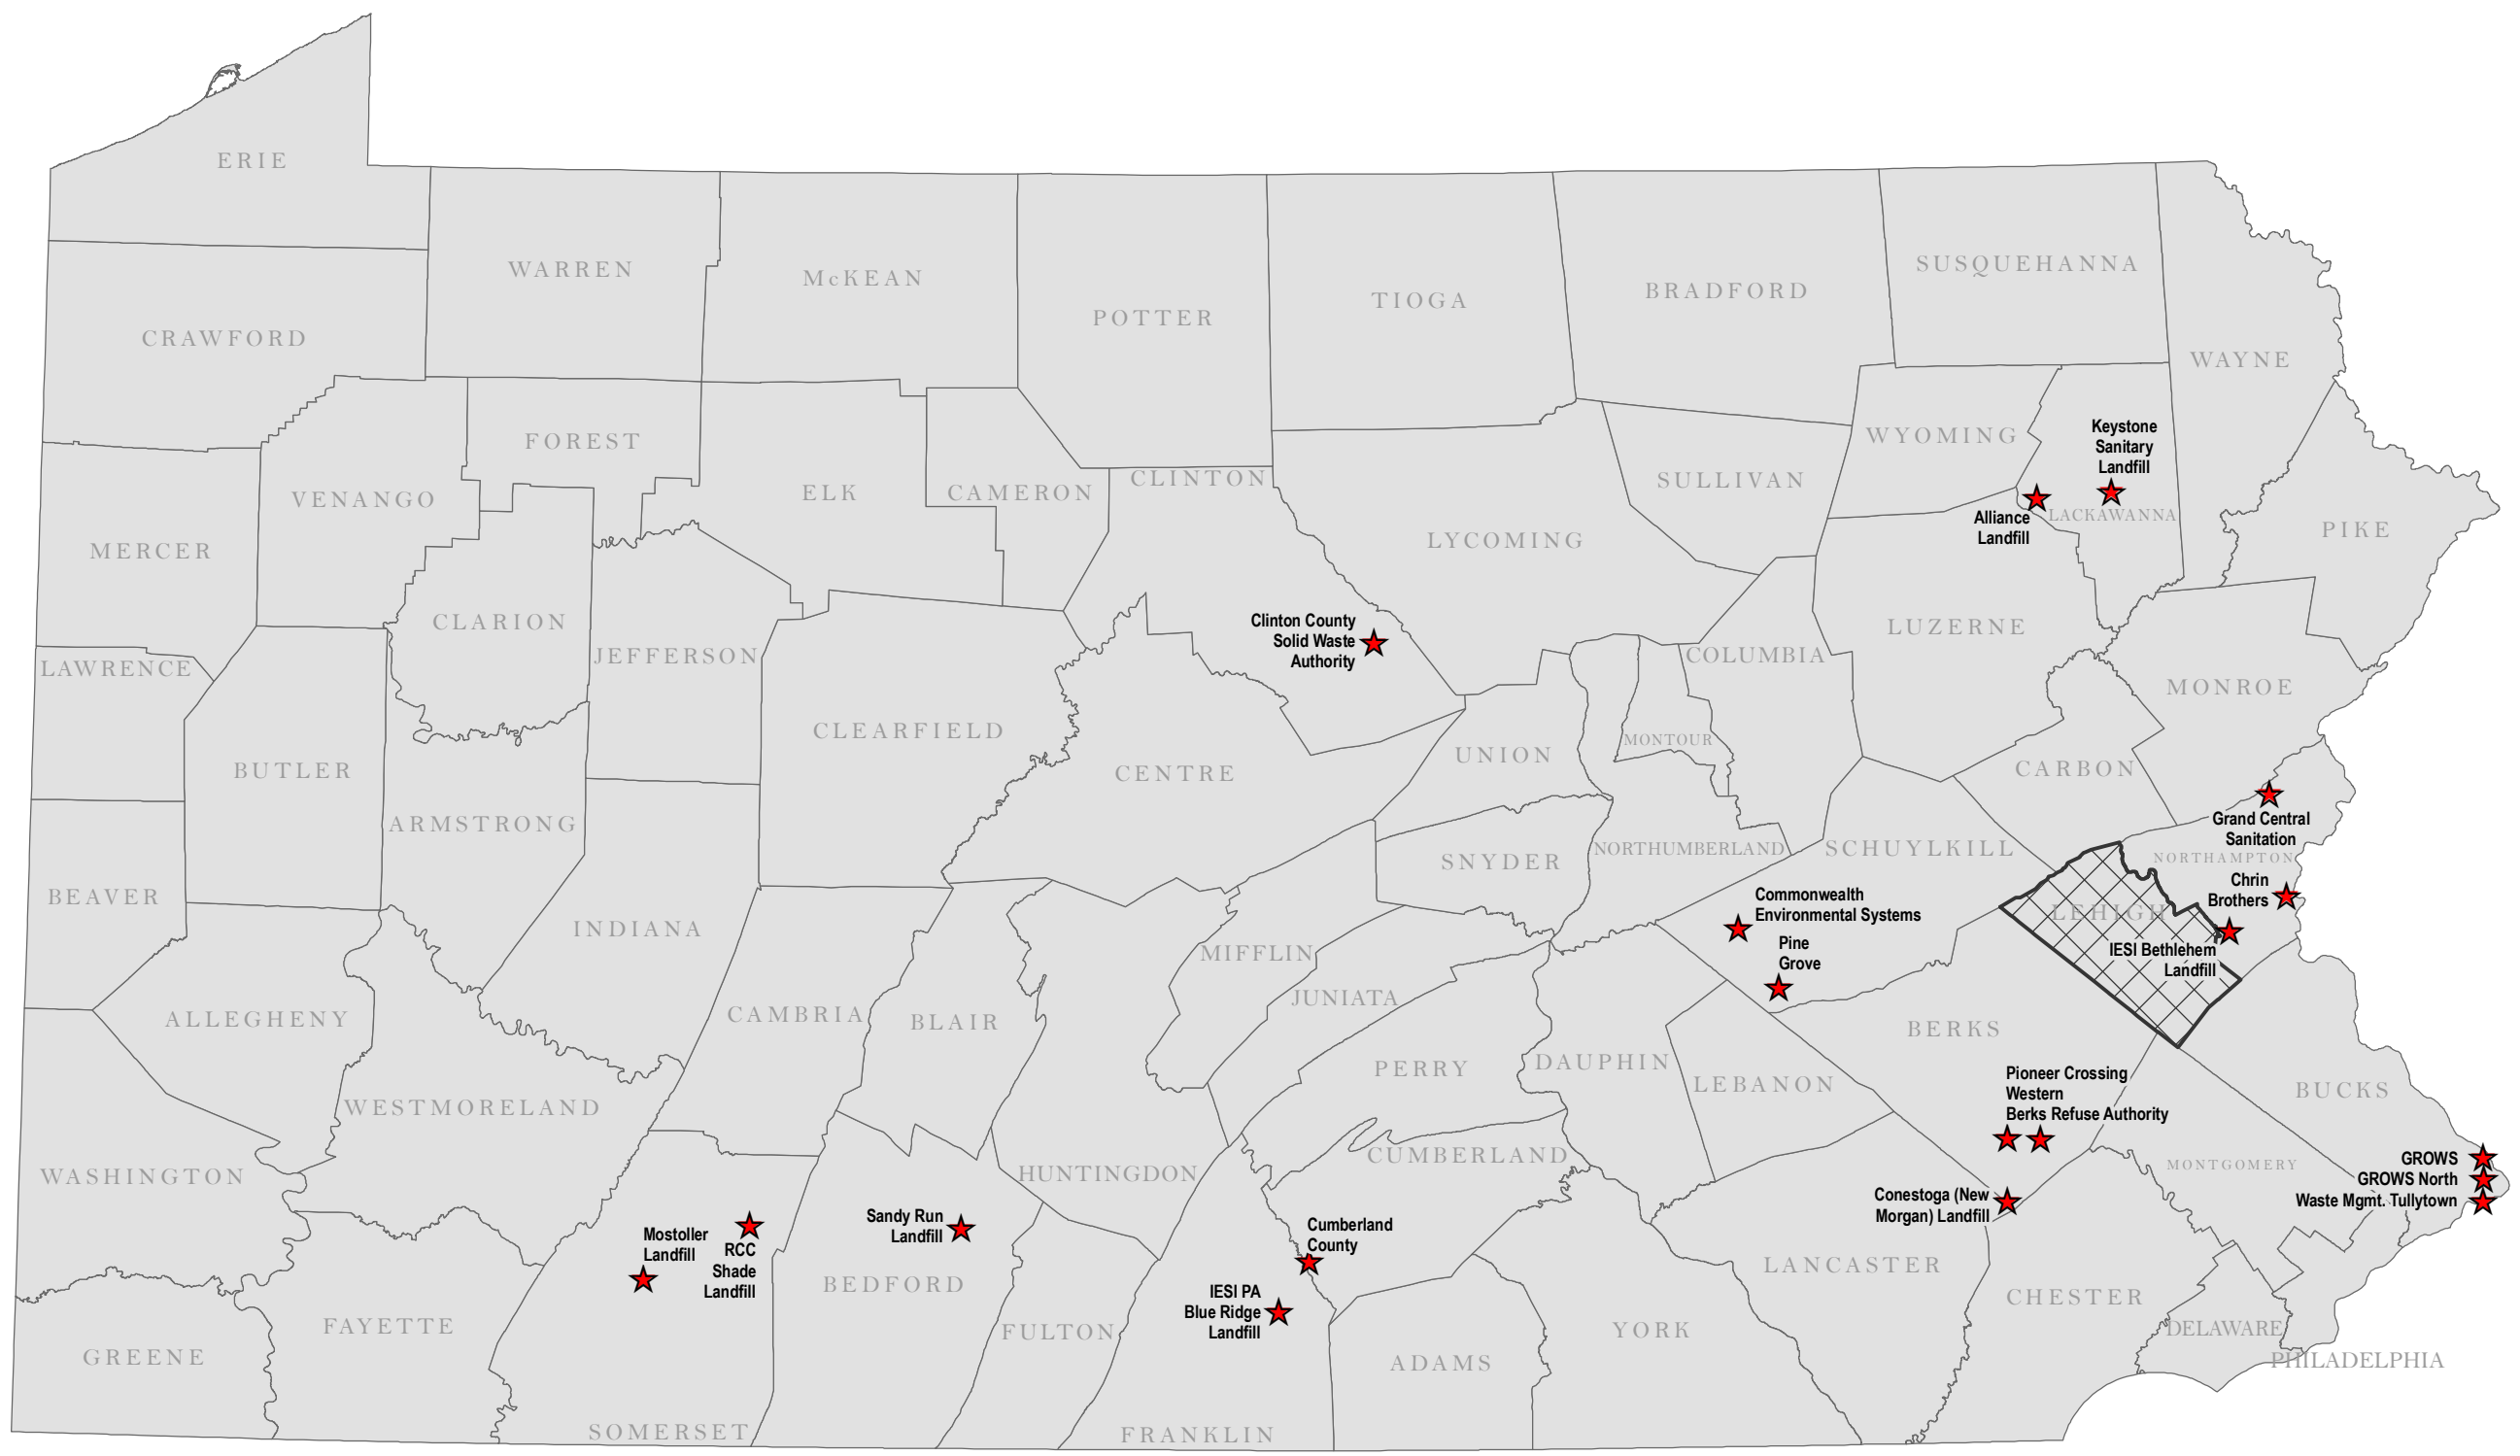 ERIE
WARREN
McKEAN
POTTER
TIOGA
BRADFORD
SUSQUEHANNA
WAYNE
CRAWFORD
FOREST
VENANGO
ELK
CAMERON
CLINTON
SULLIVAN
WYOMING
Keystone
Sanitary
Landfill
LACKAWANNA
Alliance
Landfill
PIKE
MERCER
LYCOMING
CLARION
JEFFERSON
Clinton County
Solid Waste
Authority
COLUMBIA
LUZERNE
MONROE
LAWRENCE
CLEARFIELD
CENTRE
UNION
MONTOUR
CARBON
BUTLER
ARMSTRONG
SNYDER
NORTHUMBERLAND
SCHUYLKILL
Grand Central
Sanitation
NORTHAMPTON
Chrin
Brothers
LEHIGH
IESI Bethlehem
Landfill
BEAVER
INDIANA
MIFFLIN
Commonwealth
Environmental Systems
Pine
Grove
ALLEGHENY
CAMBRIA
BLAIR
JUNIATA
PERRY
DAUPHIN
LEBANON
BERKS
BUCKS
Pioneer Crossing
Western
Berks Refuse Authority
WESTMORELAND
WASHINGTON
HUNTINGDON
CUMBERLAND
MONTGOMERY
GROWS
GROWS North
Waste Mgmt. Tullytown
Conestoga (New
Morgan) Landfill
Mostoller
Landfill
RCC
Shade
Landfill
Sandy Run
Landfill
BEDFORD
Cumberland
County
IESI PA
Blue Ridge
Landfill
LANCASTER
CHESTER
DELAWARE
PHILADELPHIA
GREENE
FAYETTE
FULTON
ADAMS
YORK
SOMERSET
FRANKLIN